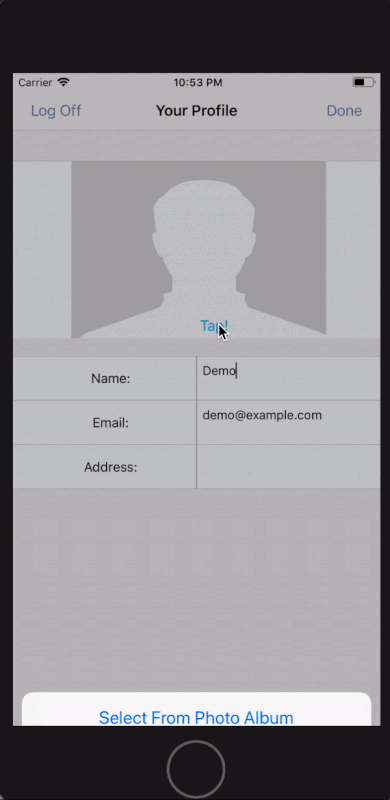 Carrier 10:53 PM
Log Off Your Profile Done
Tap!
Name: Demo
Email: demo@example.com
Address:
Select From Photo Album